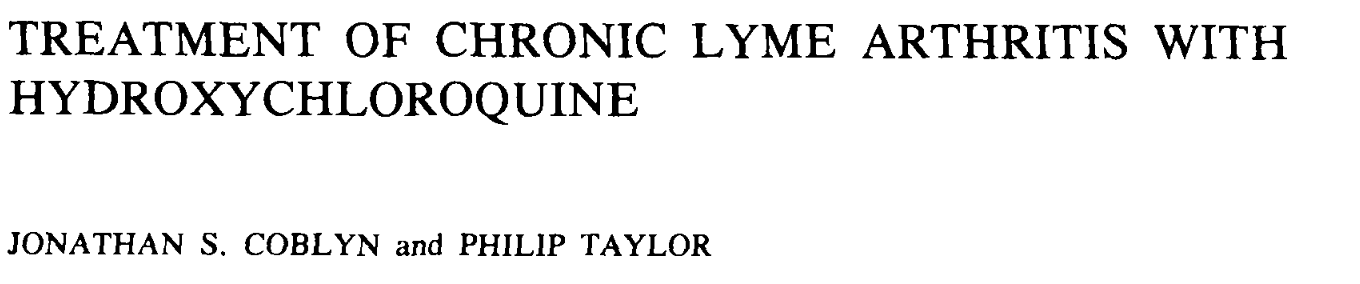 TREATMENT OF CHRONIC LYME ARTHRITIS WITH
HYDROXYCHLOROQUINE
JONATHAN S. COBLYN and PHILIP TAYLOR